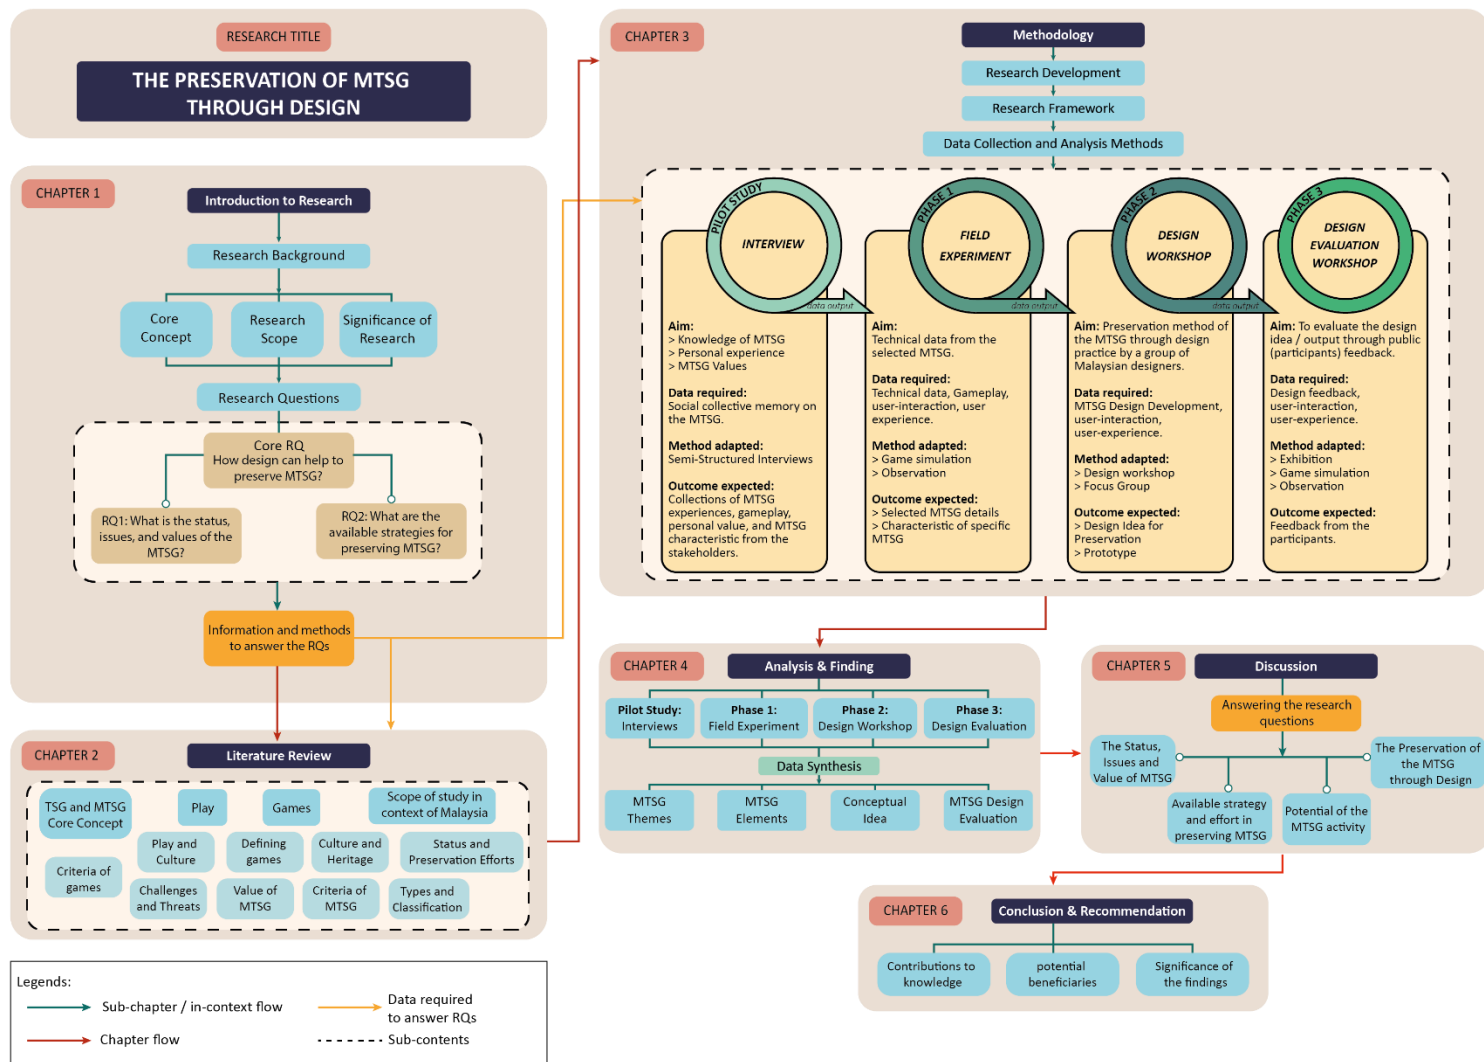 RESEARCH TITLE
THE PRESERVATION OF MTSG
THROUGH DESIGN
CHAPTER 1
Introduction to Research
Research Background
Core
Concept
Research
Scope
Significance of
Research
Research Questions
Core RQ
How design can help to
preserve MTSG?
RQ1: What is the status,
issues, and values of the
MTSG?
RQ2: What are the
available strategies for
preserving MTSG?
Information and methods
to answer the RQs
CHAPTER 2
Literature Review
TSG and MTSG
Core Concept
Play
Games
Scope of study in
context of Malaysia
Criteria of
games
Play and
Culture
Defining
games
Culture and
Heritage
Status and
Preservation Efforts
Challenges
and Threats
Value of
MTSG
Criteria of
MTSG
Types and
Classification
Legends:
Sub-chapter / in-context flow
Chapter flow
Data required
to answer RQs
Sub-contents
CHAPTER 3
Methodology
Research Development
Research Framework
Data Collection and Analysis Methods
PILOT STUDY
INTERVIEW
data output
Aim:
> Knowledge of MTSG
> Personal experience
> MTSG Values
Data required:
Social collective memory on
the MTSG.
Method adapted:
Semi-Structured Interviews
Outcome expected:
Collections of MTSG
experiences, gameplay,
personal value, and MTSG
characteristic from the
stakeholders.
PHASE 1
FIELD
EXPERIMENT
data output
Aim:
Technical data from the
selected MTSG.
Data required:
Technical data, Gameplay,
user-interaction, user
experience.
Method adapted:
> Game simulation
> Observation
Outcome expected:
> Selected MTSG details
> Characteristic of specific
MTSG
PHASE 2
DESIGN
WORKSHOP
data output
Aim: Preservation method of
the MTSG through design
practice by a group of
Malaysian designers.
Data required:
MTSG Design Development,
user-interaction,
user-experience.
Method adapted:
> Design workshop
> Focus Group
Outcome expected:
> Design Idea for
Preservation
> Prototype
PHASE 3
DESIGN
EVALUATION
WORKSHOP
Aim: To evaluate the design
idea / output through public
(participants) feedback.
Data required:
Design feedback,
user-interaction,
user-experience.
Method adapted:
> Exhibition
> Game simulation
> Observation
Outcome expected:
Feedback from the
participants.
CHAPTER 4
Analysis & Finding
Pilot Study:
Interviews
Phase 1:
Field Experiment
Phase 2:
Design Workshop
Phase 3:
Design Evaluation
Data Synthesis
MTSG
Themes
MTSG
Elements
Conceptual
Idea
MTSG Design
Evaluation
CHAPTER 5
Discussion
Answering the research
questions
The Status,
Issues and
Value of MTSG
Available strategy
and effort in
preserving MTSG
Potential of the
MTSG activity
The Preservation of
the MTSG
through Design
CHAPTER 6
Conclusion & Recommendation
Contributions to
knowledge
potential
beneficiaries
Significance of
the findings